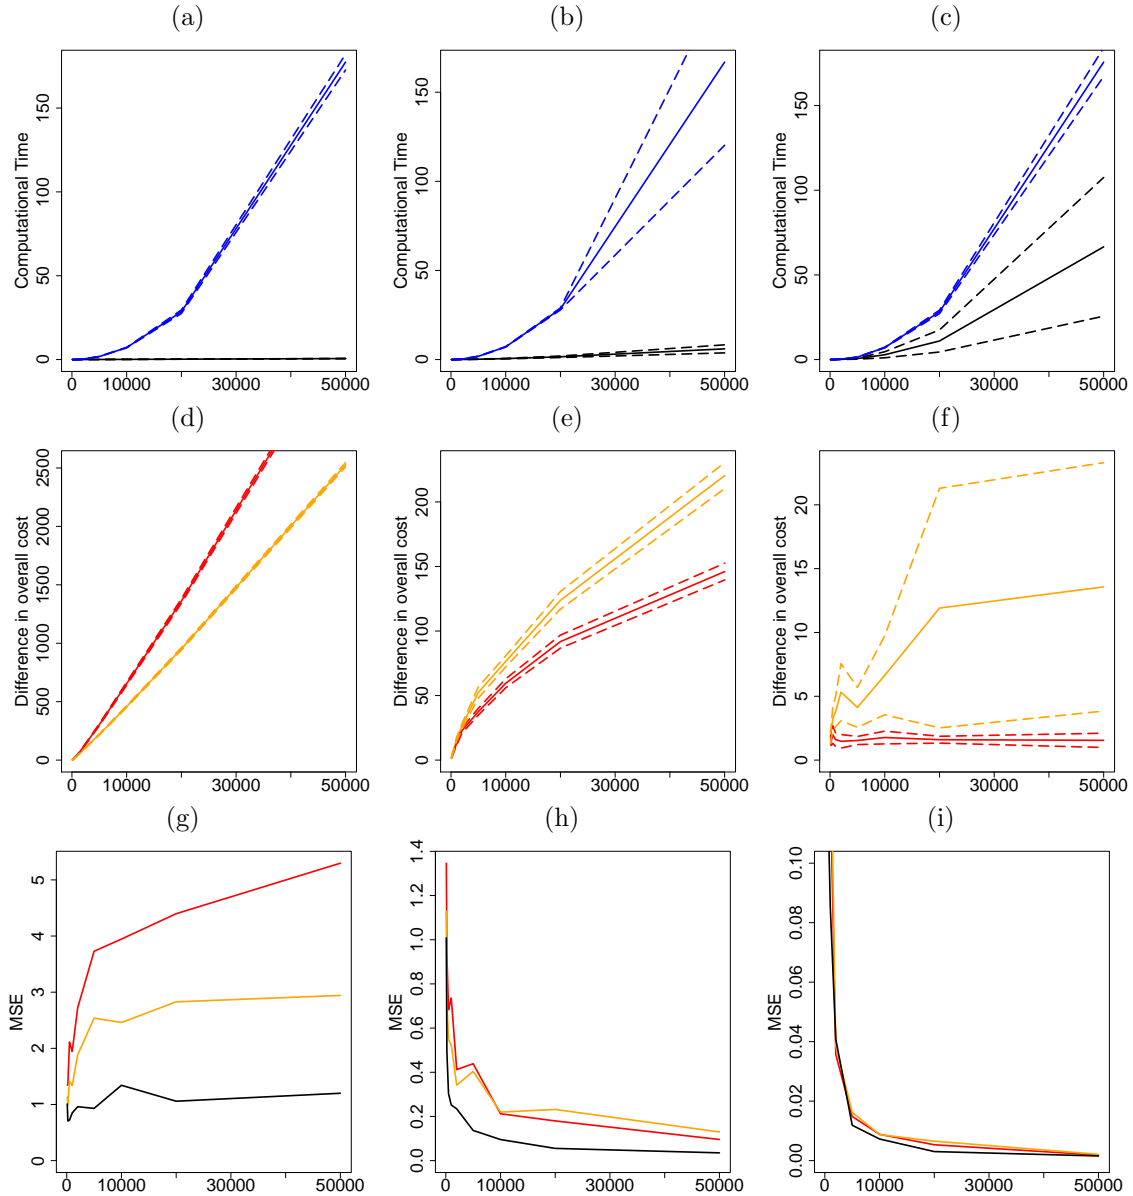 (a)
Computational Time
0 50 100 150
0 10000 30000 50000
(b)
Computational Time
0 50 100 150
0 10000 30000 50000
(c)
Computational Time
0 50 100 150
0 10000 30000 50000
(d)
Difference in overall cost
0 500 1000 1500 2000 2500
0 10000 30000 50000
(e)
Difference in overall cost
0 50 100 150 200
0 10000 30000 50000
(f)
Difference in overall cost
0 5 10 15 20
0 10000 30000 50000
(g)
MSE
0 1 2 3 4 5
0 10000 30000 50000
(h)
MSE
0.0 0.2 0.4 0.6 0.8 1.0 1.2 1.4
0 10000 30000 50000
(i)
MSE
0.00 0.02 0.04 0.06 0.08 0.10
0 10000 30000 50000